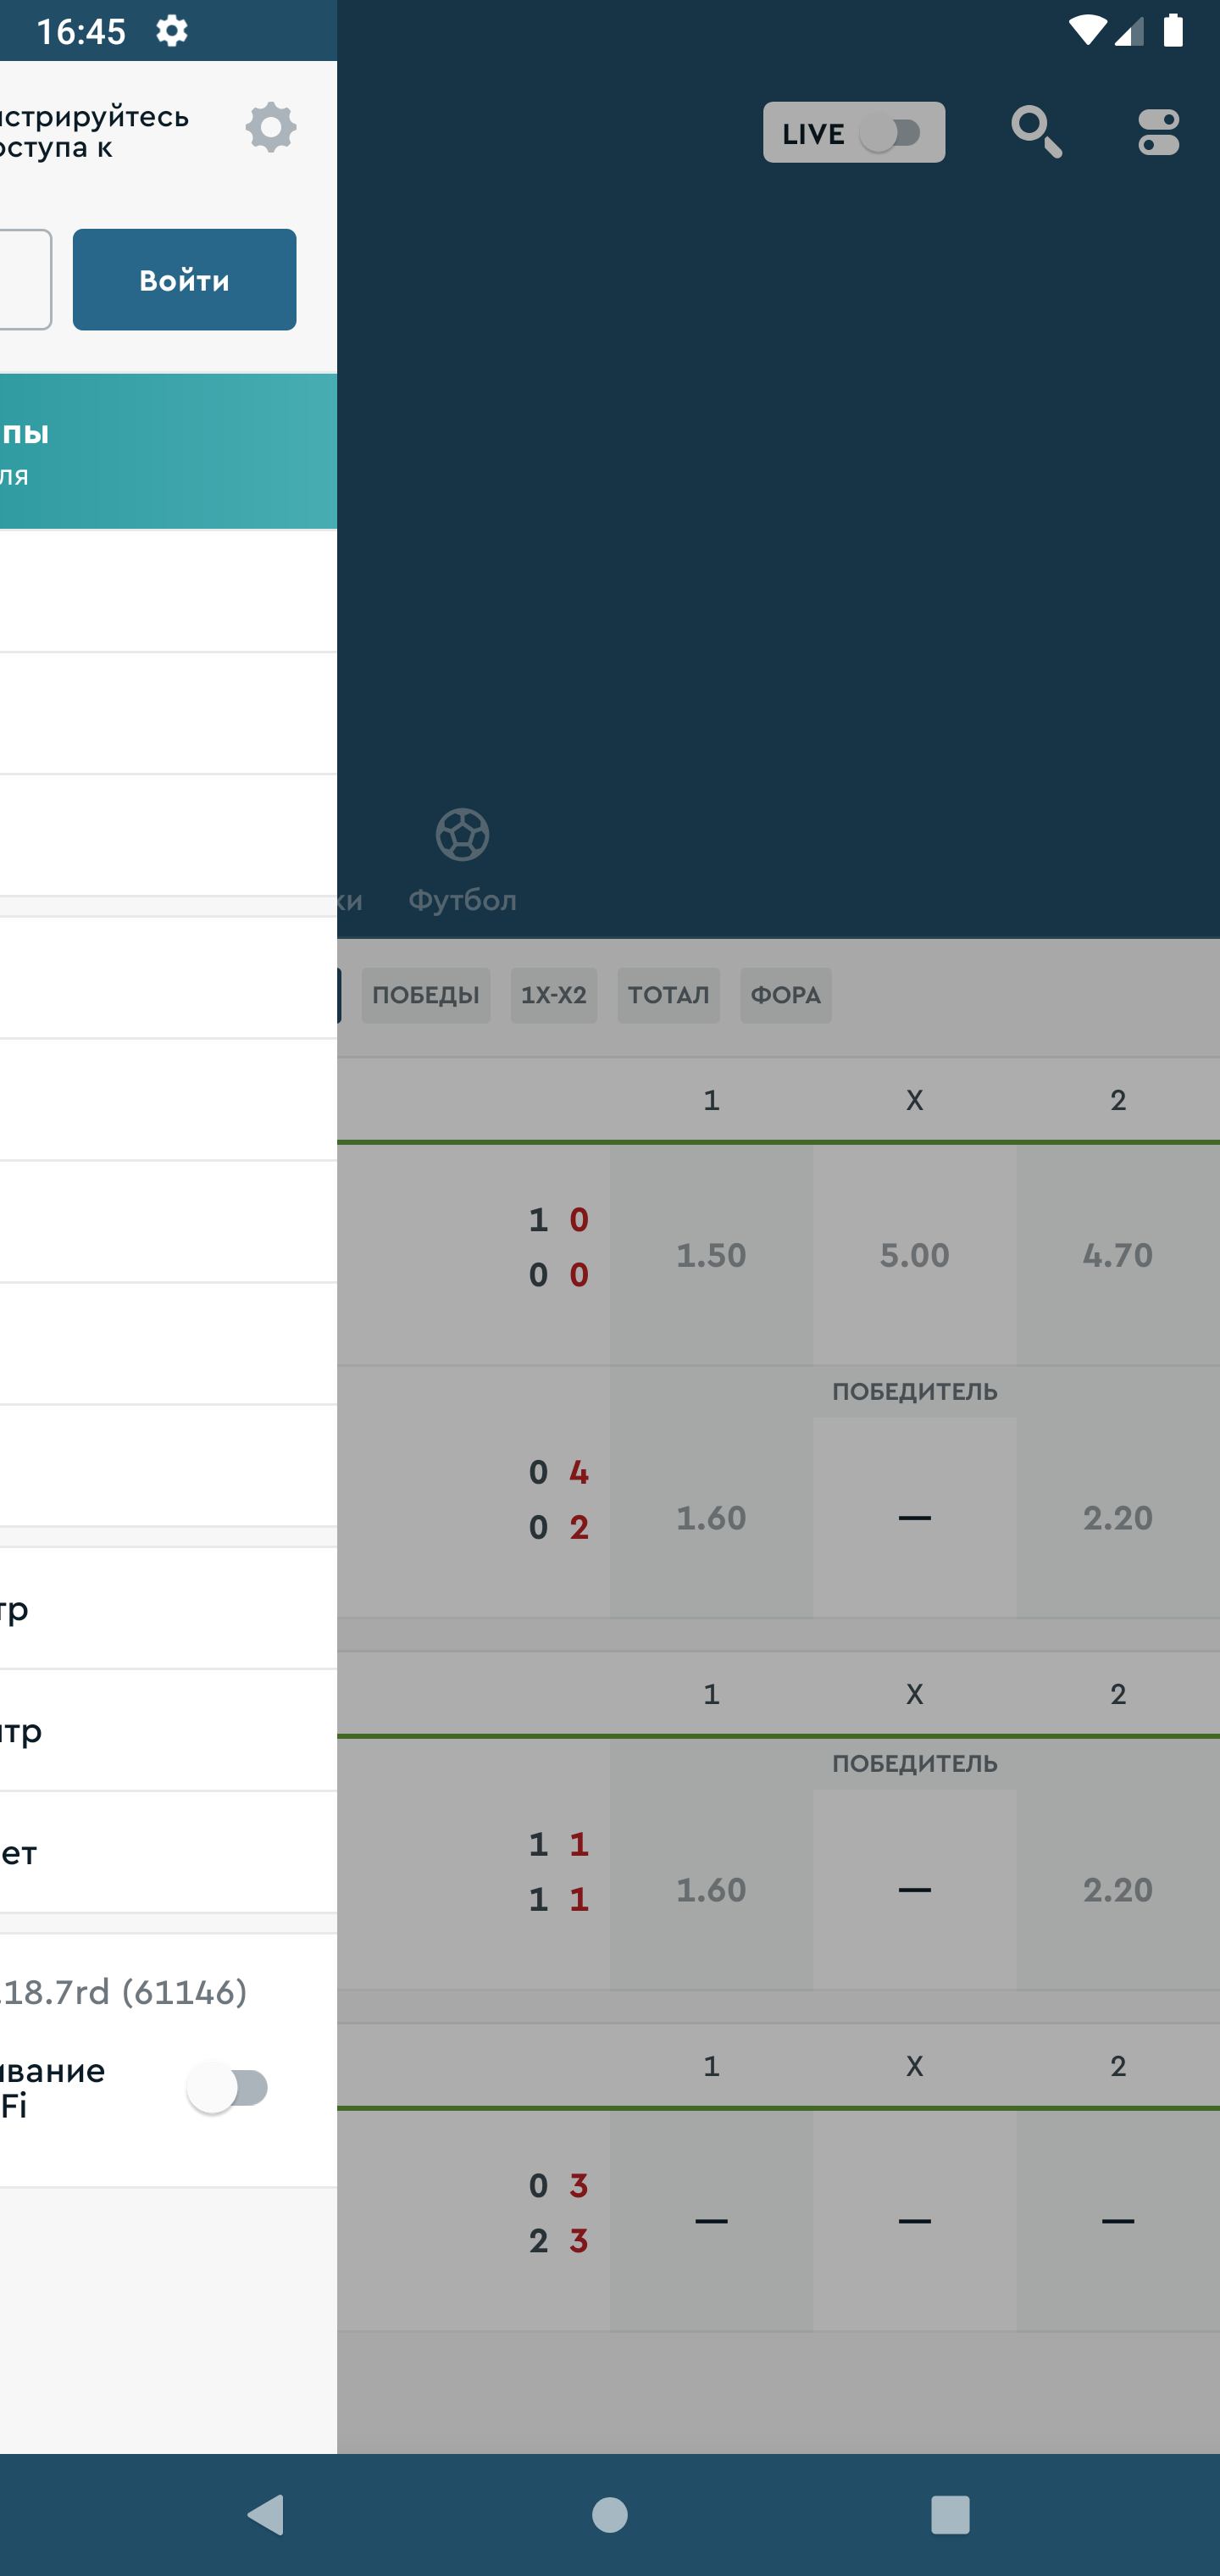 16:45
стрируйтесь
оступа к
LIVE
Войти
пы
ля
ки
Футбол
ПОБЕДЫ 1X-X2 ТОТАЛ ФОРА
1 X 2
1 0
0 0
1.50 5.00 4.70
ПОБЕДИТЕЛЬ
0 4
0 2
1.60 — 2.20
тр
1 X 2
тр
ПОБЕДИТЕЛЬ
ет
1 1
1 1
1.60 — 2.20
.18.7rd (61146)
1 X 2
ивание
Fi
0 3
2 3
— — —